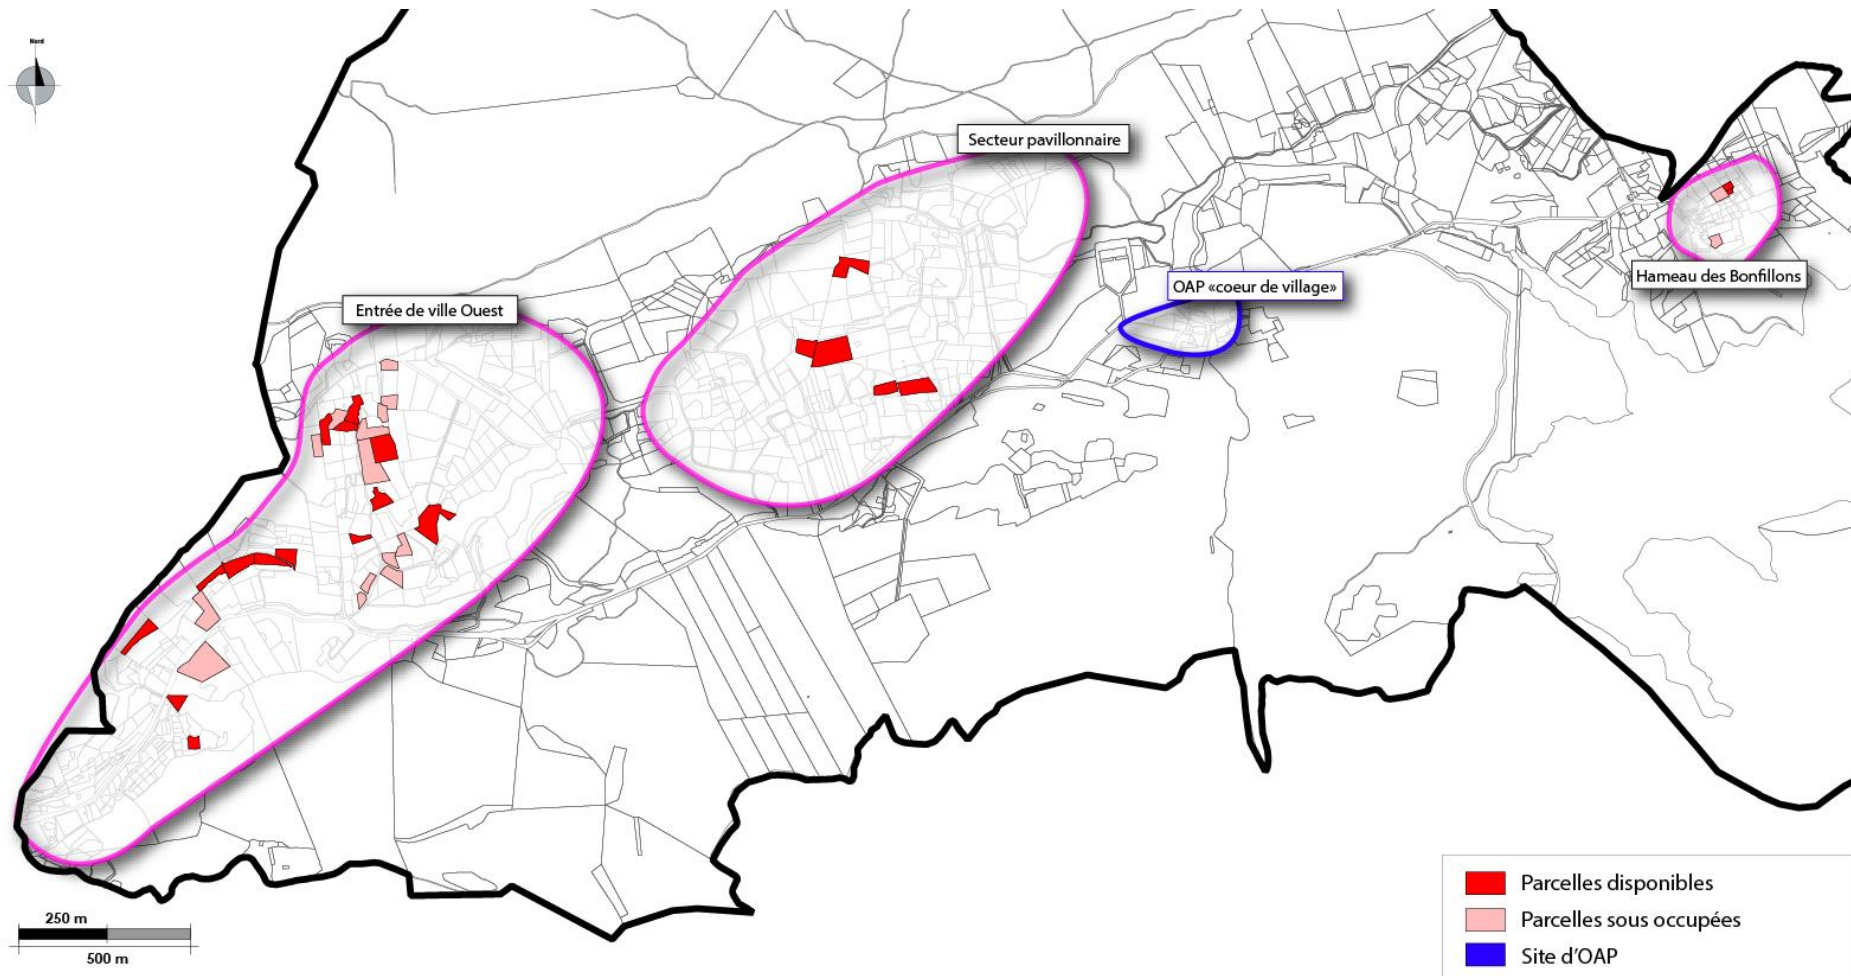 Nord
Secteur pavillonnaire
OAP «coeur de village»
Hameau des Bonfillons
Entrée de ville Ouest
250 m
500 m
Parcelles disponibles
Parcelles sous occupées
Site d'OAP